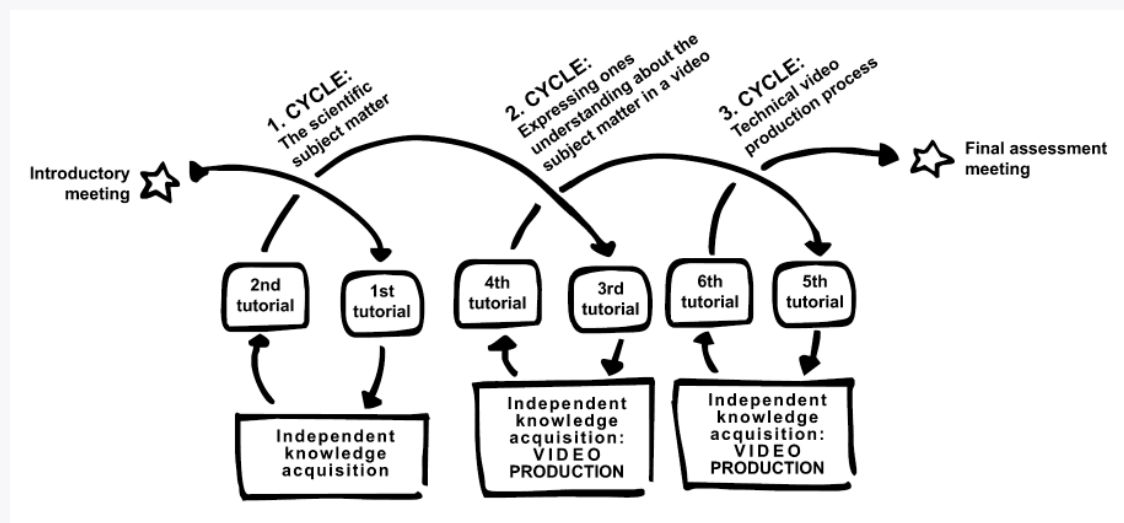 Introductory
meeting
1. CYCLE:
The scientific
subject matter
2nd
tutorial
1st
tutorial
Independent
knowledge
acquisition
2. CYCLE:
Expressing ones
understanding about the
subject matter in a video
4th
tutorial
3rd
tutorial
Independent
knowledge
acquisition:
VIDEO
PRODUCTION
3. CYCLE:
Technical video
production process
6th
tutorial
5th
tutorial
Independent
knowledge
acquisition:
VIDEO
PRODUCTION
Final assessment
meeting